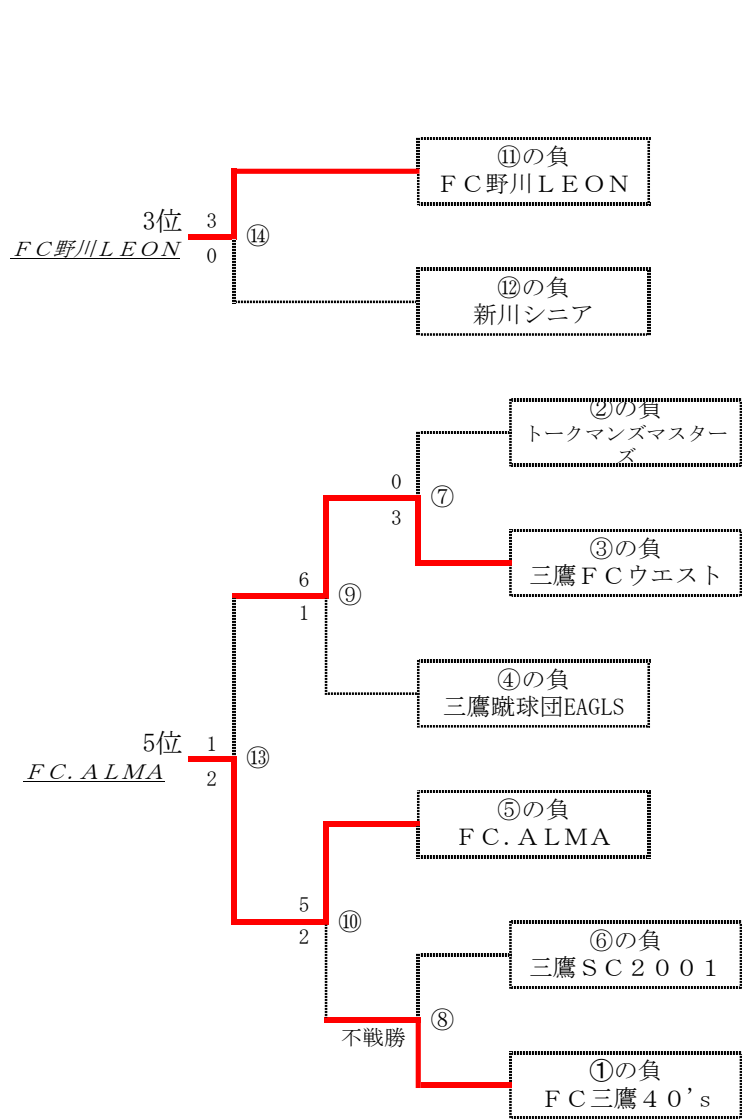 ⑪の負
ＦＣ野川ＬＥＯＮ
3位
3
⑭
ＦＣ野川ＬＥＯＮ
0
⑫の負
新川シニア
②の負
トークマンズマスター
ズ
0
⑦
3
③の負
三鷹ＦＣウエスト
6
⑨
1
④の負
三鷹蹴球団EAGLS
5位
1
⑬
ＦＣ．ＡＬＭＡ
2
⑤の負
ＦＣ．ＡＬＭＡ
5
⑩
2
⑥の負
三鷹ＳＣ２００１
⑧
不戦勝
①の負
ＦＣ三鷹４０'ｓ